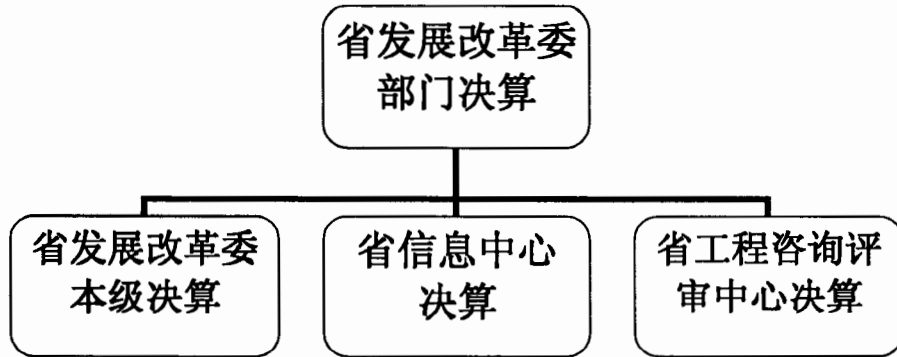 省发展改革委
部门决算
省发展改革委
本级决算
省信息中心
决算
省工程咨询评
审中心决算